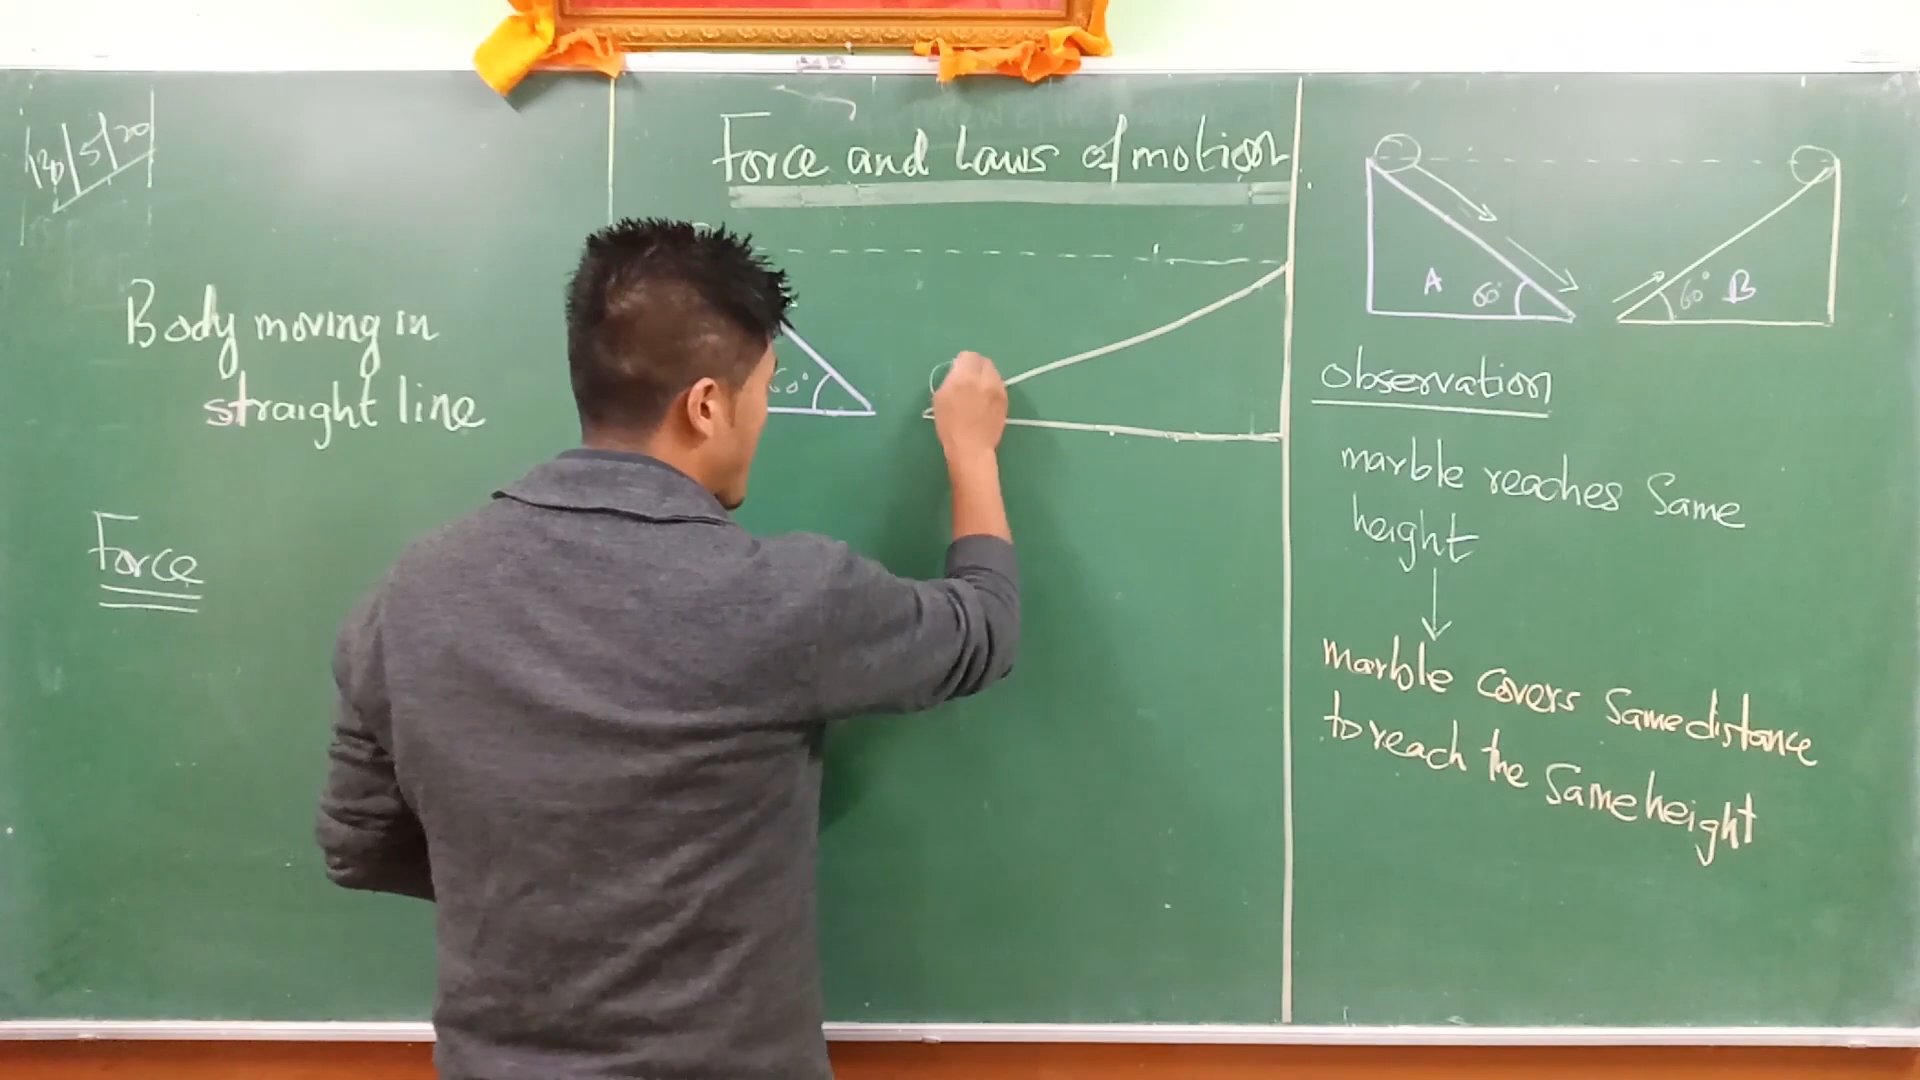 Force and Laws of motion
Body moving in
straight line
Force
60°
A 60°
60° B
observation
marble reaches Same
height
marble covers Same distance
to reach the Same height